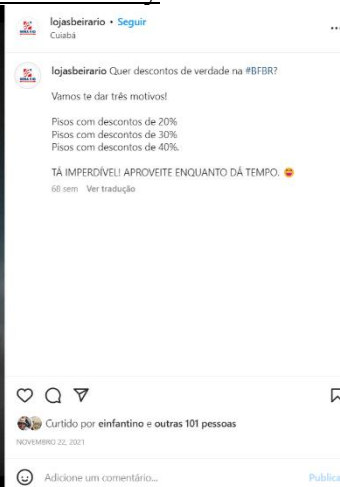 lojasbeirario • Seguir
Cuiabá
lojasbeirario Quer descontos de verdade na #BFBR?
Vamos te dar três motivos!
Pisos com descontos de 20%
Pisos com descontos de 30%
Pisos com descontos de 40%.
TÁ IMPERDÍVEL! APROVEITE ENQUANTO DÁ TEMPO. 😝
68 sem Ver tradução
Curtido por einfantino e outras 101 pessoas
NOVEMBRO 22, 2021
Adicione um comentário...
Publica